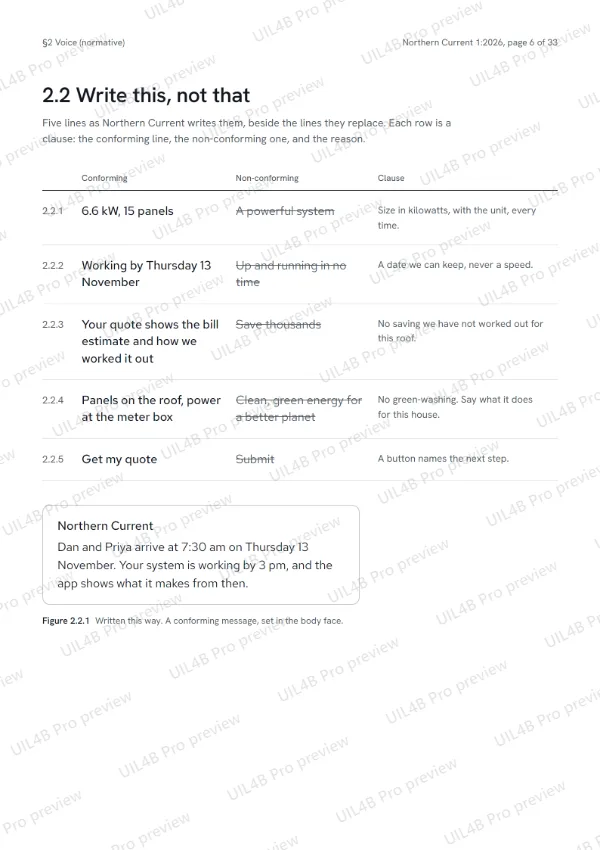 §2 Voice (normative)
Northern Current 1:2026, page 6 of 33
2.2 Write this, not that
Five lines as Northern Current writes them, beside the lines they replace. Each row is a
clause: the conforming line, the non-conforming one, and the reason.
Conforming
Non-conforming
Clause
2.2.1
6.6 kW, 15 panels
A powerful system
Size in kilowatts, with the unit, every
time.
2.2.2
Working by Thursday 13
November
Up and running in no
time
A date we can keep, never a speed.
2.2.3
Your quote shows the bill
estimate and how we
worked it out
Save thousands
No saving we have not worked out for
this roof.
2.2.4
Panels on the roof, power
at the meter box
Clean, green energy for
a better planet
No green-washing. Say what it does
for this house.
2.2.5
Get my quote
Submit
A button names the next step.
Northern Current
Dan and Priya arrive at 7:30 am on Thursday 13
November. Your system is working by 3 pm, and the
app shows what it makes from then.
Figure 2.2.1 Written this way. A conforming message, set in the body face.
UIL4B Pro preview